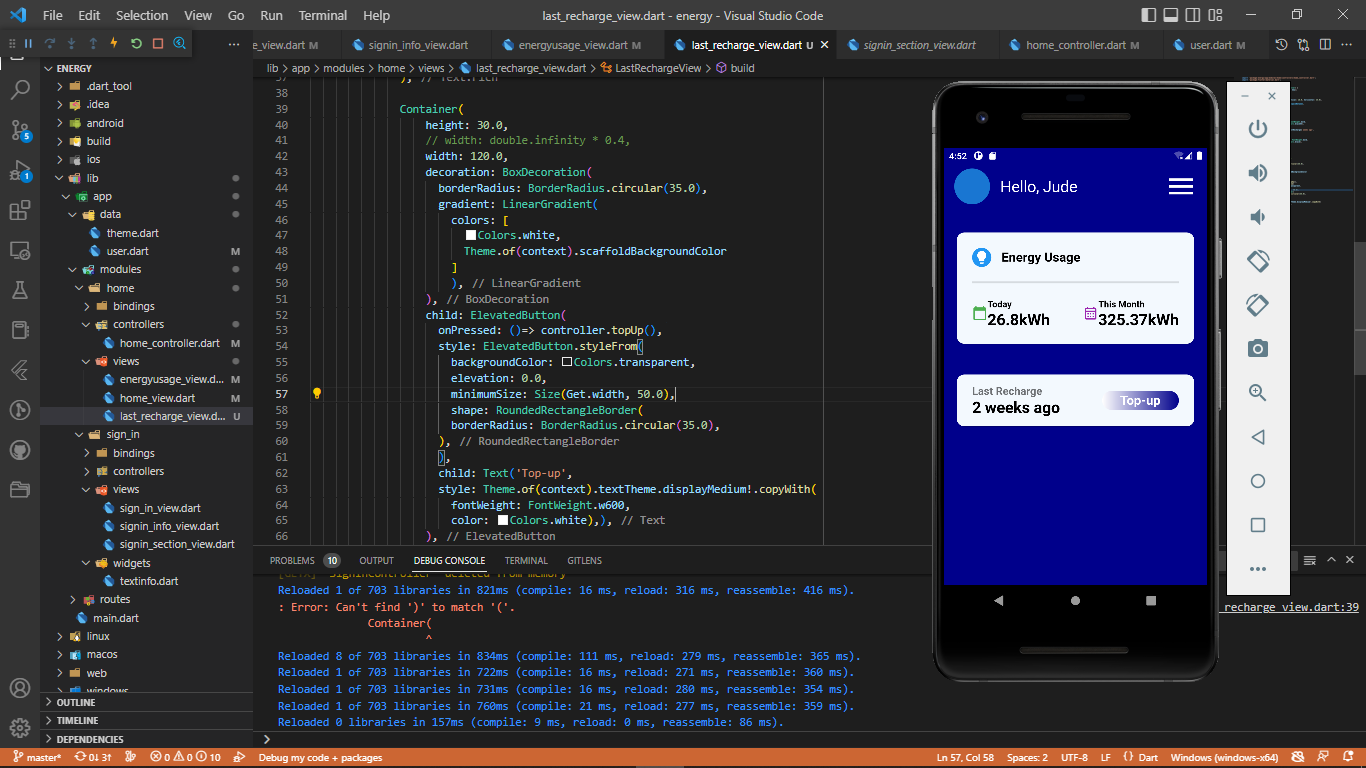 File Edit Selection View Go Run Terminal Help
last_recharge_view.dart - energy - Visual Studio Code
e_view.dart M signin_info_view.dart energyusage_view.dart M last_recharge_view.dart U signin_section_view.dart home_controller.dart M user.dart M
lib > app > modules > home > views > last_recharge_view.dart > LastRechargeView > build
ENERGY
.dart_tool
.idea
android
build
ios
lib
app
data
theme.dart
user.dart M
modules
home
bindings
controllers
home_controller.dart M
views
energyusage_view.d... M
home_view.dart M
last_recharge_view.d... U
sign_in
bindings
controllers
views
sign_in_view.dart
signin_info_view.dart
signin_section_view.dart
widgets
textinfo.dart
routes
main.dart
linux
macos
web
windows
OUTLINE
TIMELINE
DEPENDENCIES
5
1
37 ), // Text.rich
38
39 Container(
40 height: 30.0,
41 // width: double.infinity * 0.4,
42 width: 120.0,
43 decoration: BoxDecoration(
44 borderRadius: BorderRadius.circular(35.0),
45 gradient: LinearGradient(
46 colors: [
47 Colors.white,
48 Theme.of(context).scaffoldBackgroundColor
49 ]
50 ), // LinearGradient
51 ), // BoxDecoration
52 child: ElevatedButton(
53 onPressed: ()=> controller.topUp(),
54 style: ElevatedButton.styleFrom(
55 backgroundColor: Colors.transparent,
56 elevation: 0.0,
57 minimumSize: Size(Get.width, 50.0),
58 shape: RoundedRectangleBorder(
59 borderRadius: BorderRadius.circular(35.0),
60 ), // RoundedRectangleBorder
61 ),
62 child: Text('Top-up',
63 style: Theme.of(context).textTheme.displayMedium!.copyWith(
64 fontWeight: FontWeight.w600,
65 color: Colors.white),), // Text
66 ), // ElevatedButton
PROBLEMS 10 OUTPUT DEBUG CONSOLE TERMINAL GITLENS
[GETX] "SignInController" deleted from memory
Reloaded 1 of 703 libraries in 821ms (compile: 16 ms, reload: 316 ms, reassemble: 416 ms).
: Error: Can't find ')' to match '('.
_recharge_view.dart:39
Container(
^
Reloaded 8 of 703 libraries in 834ms (compile: 111 ms, reload: 279 ms, reassemble: 365 ms).
Reloaded 1 of 703 libraries in 722ms (compile: 16 ms, reload: 271 ms, reassemble: 360 ms).
Reloaded 1 of 703 libraries in 731ms (compile: 16 ms, reload: 280 ms, reassemble: 354 ms).
Reloaded 1 of 703 libraries in 760ms (compile: 21 ms, reload: 277 ms, reassemble: 359 ms).
Reloaded 0 libraries in 157ms (compile: 9 ms, reload: 0 ms, reassemble: 86 ms).
>
4:52
Hello, Jude
Energy Usage
Today
26.8kWh
This Month
325.37kWh
Last Recharge
2 weeks ago
Top-up
master* 0↓ 3↑ 0 0 10 Debug my code + packages Ln 57, Col 58 Spaces: 2 UTF-8 LF {} Dart Windows (windows-x64)